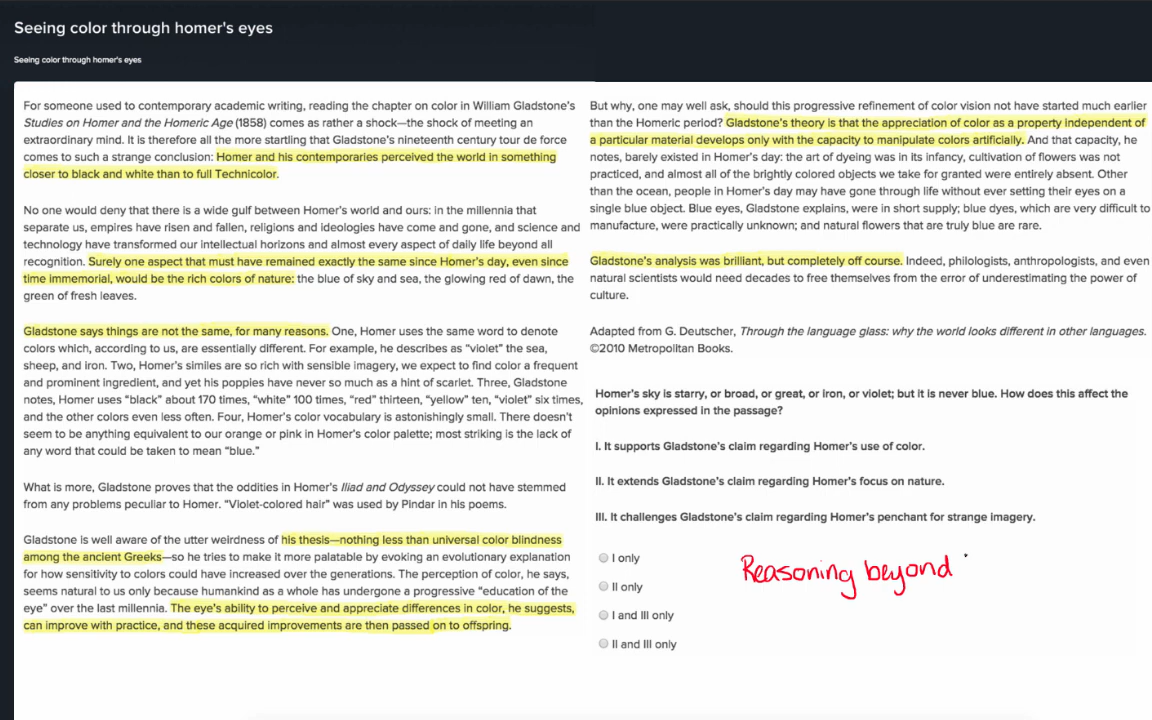 Seeing color through homer's eyes
Seeing color through homer's eyes
For someone used to contemporary academic writing, reading the chapter on color in William Gladstone's
Studies on Homer and the Homeric Age (1858) comes as rather a shock—the shock of meeting an
extraordinary mind. It is therefore all the more startling that Gladstone's nineteenth century tour de force
comes to such a strange conclusion: Homer and his contemporaries perceived the world in something
closer to black and white than to full Technicolor.
No one would deny that there is a wide gulf between Homer's world and ours: in the millennia that
separate us, empires have risen and fallen, religions and ideologies have come and gone, and science and
technology have transformed our intellectual horizons and almost every aspect of daily life beyond all
recognition. Surely one aspect that must have remained exactly the same since Homer's day, even since
time immemorial, would be the rich colors of nature: the blue of sky and sea, the glowing red of dawn, the
green of fresh leaves.
Gladstone says things are not the same, for many reasons. One, Homer uses the same word to denote
colors which, according to us, are essentially different. For example, he describes as "violet" the sea,
sheep, and iron. Two, Homer's similes are so rich with sensible imagery, we expect to find color a frequent
and prominent ingredient, and yet his poppies have never so much as a hint of scarlet. Three, Gladstone
notes, Homer uses "black" about 170 times, "white" 100 times, "red" thirteen, "yellow" ten, "violet" six times,
and the other colors even less often. Four, Homer's color vocabulary is astonishingly small. There doesn't
seem to be anything equivalent to our orange or pink in Homer's color palette; most striking is the lack of
any word that could be taken to mean "blue."
What is more, Gladstone proves that the oddities in Homer's Iliad and Odyssey could not have stemmed
from any problems peculiar to Homer. "Violet-colored hair" was used by Pindar in his poems.
Gladstone is well aware of the utter weirdness of his thesis—nothing less than universal color blindness
among the ancient Greeks—so he tries to make it more palatable by evoking an evolutionary explanation
for how sensitivity to colors could have increased over the generations. The perception of color, he says,
seems natural to us only because humankind as a whole has undergone a progressive "education of the
eye" over the last millennia. The eye's ability to perceive and appreciate differences in color, he suggests,
can improve with practice, and these acquired improvements are then passed on to offspring.
But why, one may well ask, should this progressive refinement of color vision not have started much earlier
than the Homeric period? Gladstone's theory is that the appreciation of color as a property independent of
a particular material develops only with the capacity to manipulate colors artificially. And that capacity, he
notes, barely existed in Homer's day: the art of dyeing was in its infancy, cultivation of flowers was not
practiced, and almost all of the brightly colored objects we take for granted were entirely absent. Other
than the ocean, people in Homer's day may have gone through life without ever setting their eyes on a
single blue object. Blue eyes, Gladstone explains, were in short supply; blue dyes, which are very difficult to
manufacture, were practically unknown; and natural flowers that are truly blue are rare.
Gladstone's analysis was brilliant, but completely off course. Indeed, philologists, anthropologists, and even
natural scientists would need decades to free themselves from the error of underestimating the power of
culture.
Adapted from G. Deutscher, Through the language glass: why the world looks different in other languages.
©2010 Metropolitan Books.
Homer's sky is starry, or broad, or great, or iron, or violet; but it is never blue. How does this affect the
opinions expressed in the passage?
I. It supports Gladstone's claim regarding Homer's use of color.
II. It extends Gladstone's claim regarding Homer's focus on nature.
III. It challenges Gladstone's claim regarding Homer's penchant for strange imagery.
I only
II only
I and III only
II and III only
Reasoning beyond